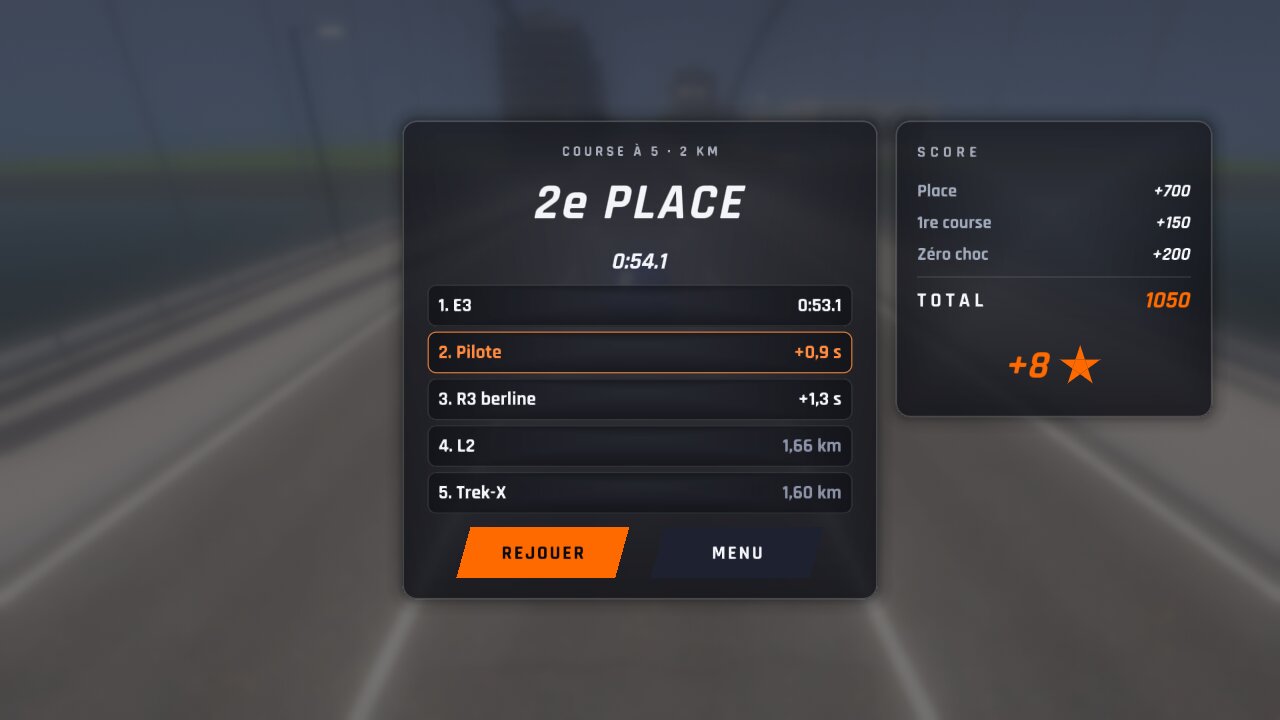 COURSE À 5 · 2 KM
2e PLACE
0:54.1
1. E3 0:53.1
2. Pilote +0,9 s
3. R3 berline +1,3 s
4. L2 1,66 km
5. Trek-X 1,60 km
REJOUER MENU
SCORE
Place +700
1re course +150
Zéro choc +200
TOTAL 1050
+8